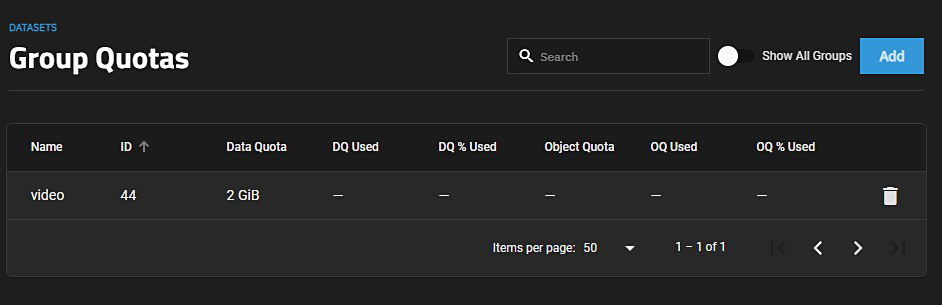 DATASETS
Group Quotas
Search
Show All Groups
Add
Name ID Data Quota DQ Used DQ % Used Object Quota OQ Used OQ % Used
video 44 2 GiB — — — — —
Items per page: 50 1 – 1 of 1